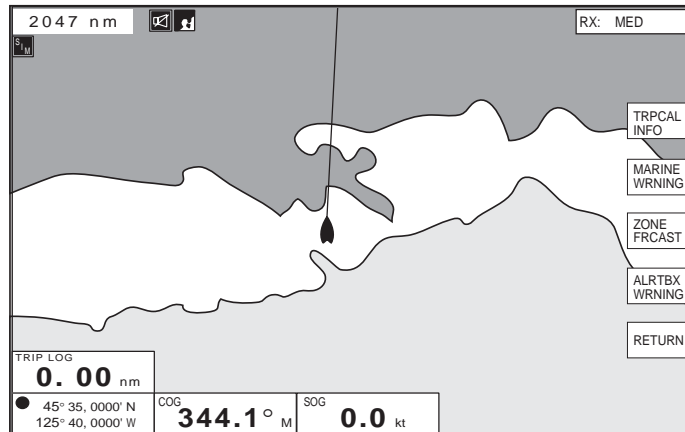 2047 nm
SIM
RX: MED
TRPCAL
INFO
MARINE
WRNING
ZONE
FRCAST
ALRTBX
WRNING
RETURN
TRIP LOG
0. 00 nm
45° 35, 0000' N
125° 40, 0000' W
COG
344.1° M
SOG
0.0 kt